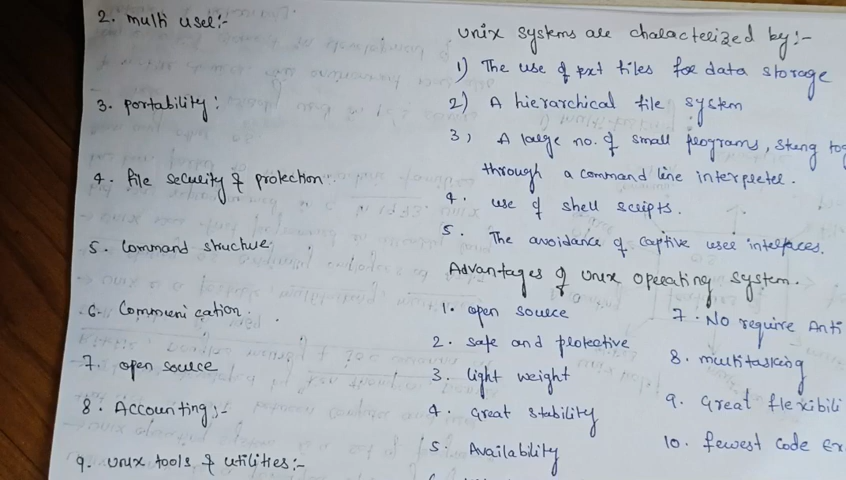 2. multi user:-
3. portability:
4. file security & protection
5. Command structure
6. Communication.
7. open source
8. Accounting:-
9. unix tools & utilities:-
unix systems are characterized by:-
1) The use of text files for data storage
2) A hierarchical file system
3) A large no. of small programs, strung tog
through a command line interpreter.
4. use of shell scripts.
5. The avoidance of captive user interfaces.
Advantages of unix operating system.
1. open source
2. safe and protective
3. light weight
4. Great stability
5. Availability
7. No require Anti
8. multitasking
9. Great flexibili
10. fewest code Er